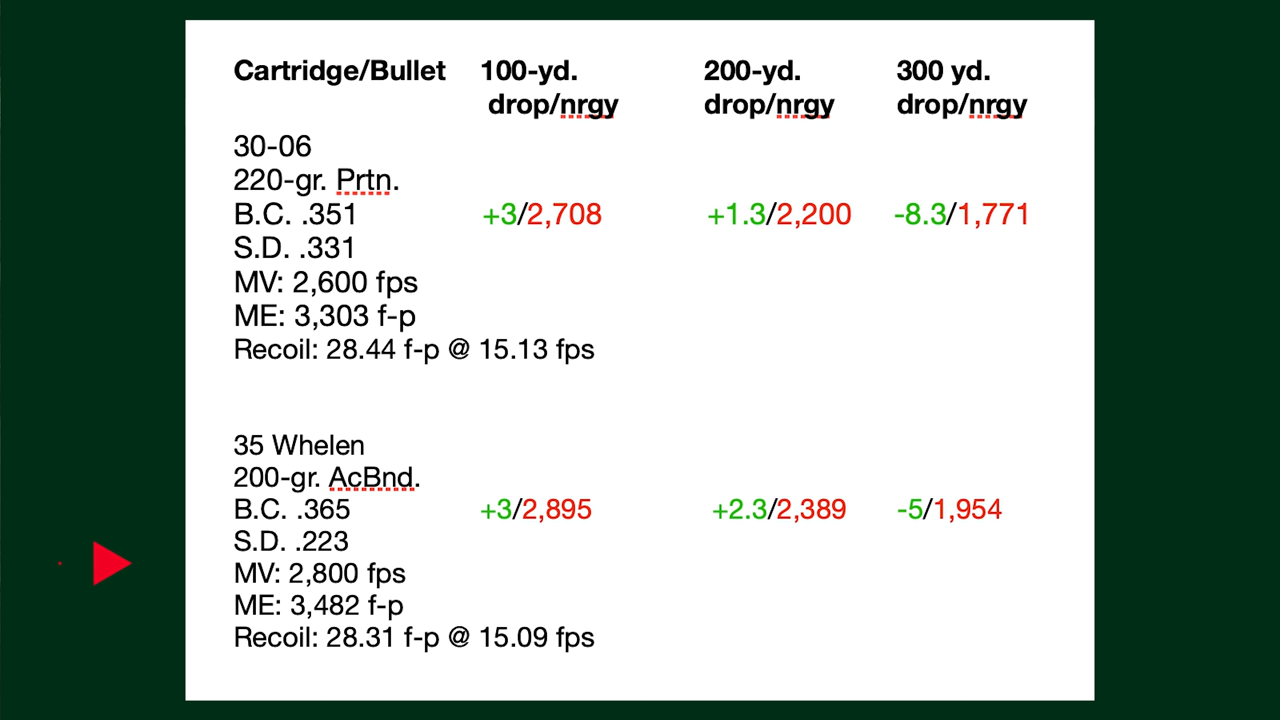 Cartridge/Bullet 100-yd. 200-yd. 300 yd.
drop/nrgy drop/nrgy drop/nrgy
30-06
220-gr. Prtn.
B.C. .351 +3/2,708 +1.3/2,200 -8.3/1,771
S.D. .331
MV: 2,600 fps
ME: 3,303 f-p
Recoil: 28.44 f-p @ 15.13 fps
35 Whelen
200-gr. AcBnd.
B.C. .365 +3/2,895 +2.3/2,389 -5/1,954
S.D. .223
MV: 2,800 fps
ME: 3,482 f-p
Recoil: 28.31 f-p @ 15.09 fps